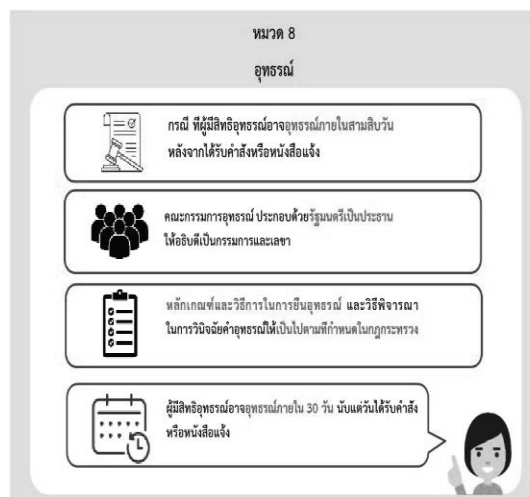 หมวด 8
อุทธรณ์
กรณี ที่ผู้มีสิทธิอุทธรณ์อาจอุทธรณ์ภายในสามสิบวัน
หลังจากได้รับคำสั่งหรือหนังสือแจ้ง
คณะกรรมการอุทธรณ์ ประกอบด้วยรัฐมนตรีเป็นประธาน
ให้อธิบดีเป็นกรรมการและเลขา
หลักเกณฑ์และวิธีการในการยื่นอุทธรณ์ และวิธีพิจารณา
ในการวินิจฉัยคำอุทธรณ์ให้เป็นไปตามที่กำหนดในกฎกระทรวง
ผู้มีสิทธิอุทธรณ์อาจอุทธรณ์ภายใน 30 วัน นับแต่วันได้รับคำสั่ง
หรือหนังสือแจ้ง